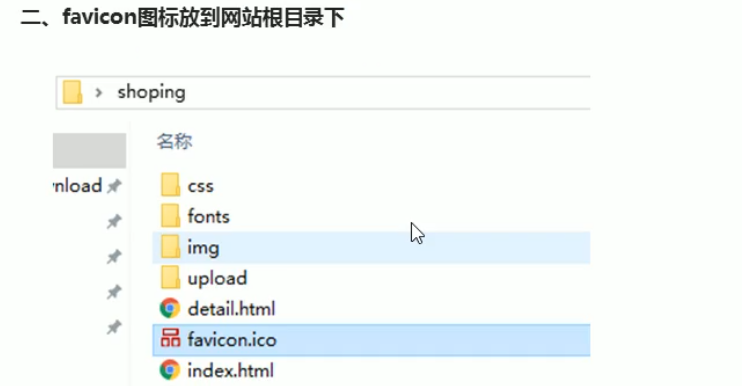 二、favicon图标放到网站根目录下
shoping
名称
nload
css
fonts
img
upload
detail.html
favicon.ico
index.html